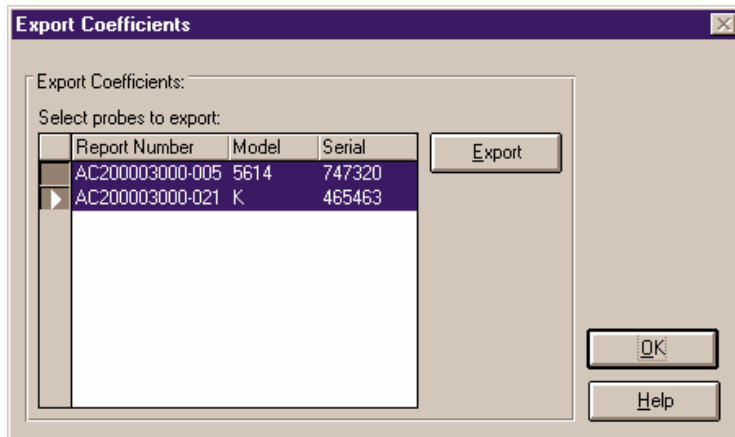 Export Coefficients
Export Coefficients:
Select probes to export:
Report Number Model Serial
AC200003000-005 5614 747320
AC200003000-021 K 465463
Export
OK
Help